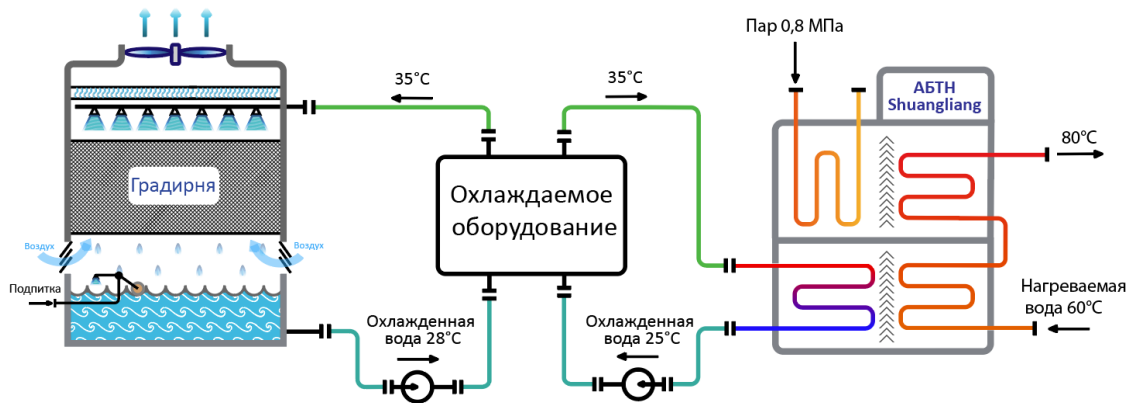 Пар 0,8 МПа
35°C
35°C
АБТН
Shuangliang
80°C
Градирня
Охлаждаемое
оборудование
Воздух
Воздух
Подпитка
Нагреваемая
вода 60°C
Охлажденная
вода 28°C
Охлажденная
вода 25°C